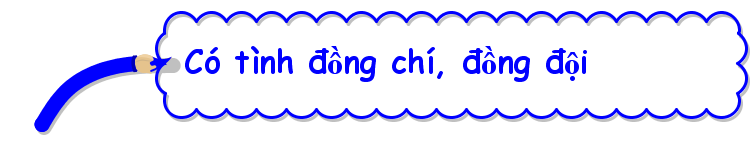 Có tình đồng chí, đồng đội